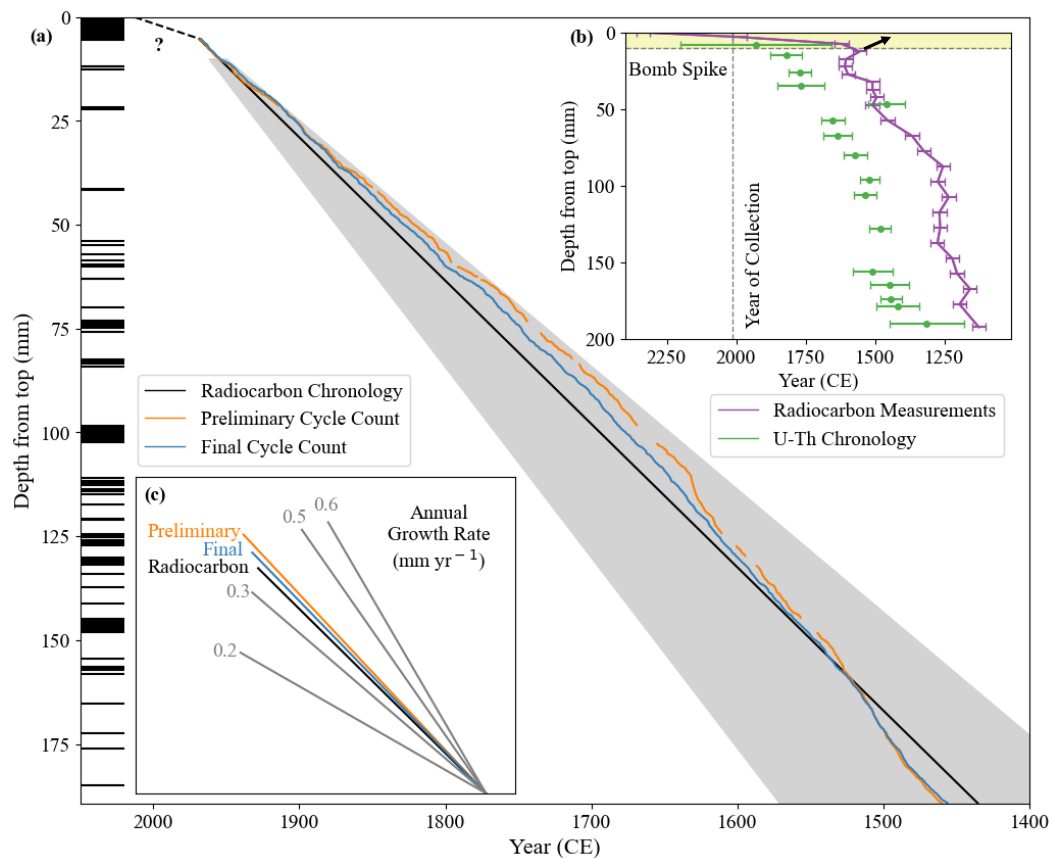 (a)
?
0
25
50
75
100
125
150
175
Depth from top (mm)
2000
1900
1800
1700
1600
1500
1400
Year (CE)
Radiocarbon Chronology
Preliminary Cycle Count
Final Cycle Count
(b)
Bomb Spike
Year of Collection
0
50
100
150
200
Depth from top (mm)
2250
2000
1750
1500
1250
Year (CE)
Radiocarbon Measurements
U-Th Chronology
(c)
Preliminary
Final
Radiocarbon
0.2
0.3
0.5
0.6
Annual
Growth Rate
(mm yr⁻¹)